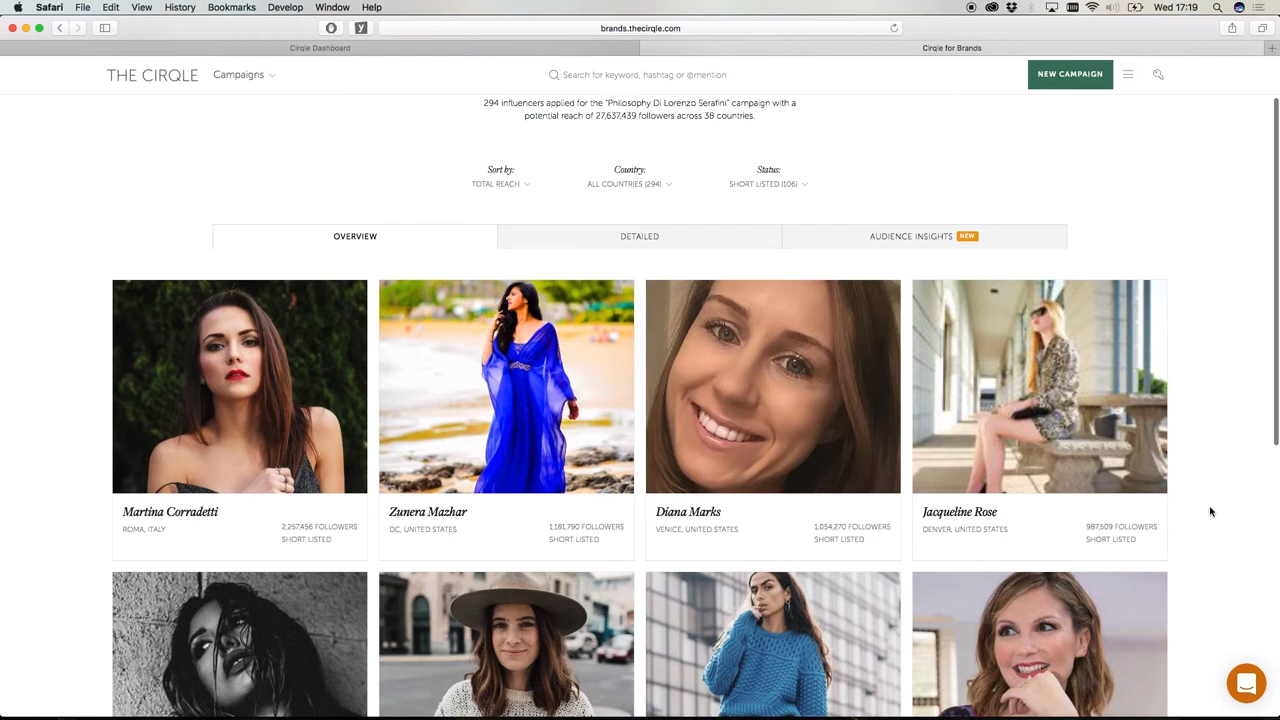 Safari File Edit View History Bookmarks Develop Window Help
Wed 17:19
brands.thecirqle.com
Cirqle Dashboard
Cirqle for Brands
THE CIRQLE
Campaigns
Search for keyword, hashtag or @mention
NEW CAMPAIGN
294 influencers applied for the "Philosophy Di Lorenzo Serafini" campaign with a
potential reach of 27,637,439 followers across 38 countries.
Sort by: Country: Status:
TOTAL REACH ALL COUNTRIES (294) SHORT LISTED (106)
OVERVIEW DETAILED AUDIENCE INSIGHTS NEW
Martina Corradetti
ROMA, ITALY
2,257,456 FOLLOWERS
SHORT LISTED
Zunera Mazhar
DC, UNITED STATES
1,181,790 FOLLOWERS
SHORT LISTED
Diana Marks
VENICE, UNITED STATES
1,054,270 FOLLOWERS
SHORT LISTED
Jacqueline Rose
DENVER, UNITED STATES
987,509 FOLLOWERS
SHORT LISTED